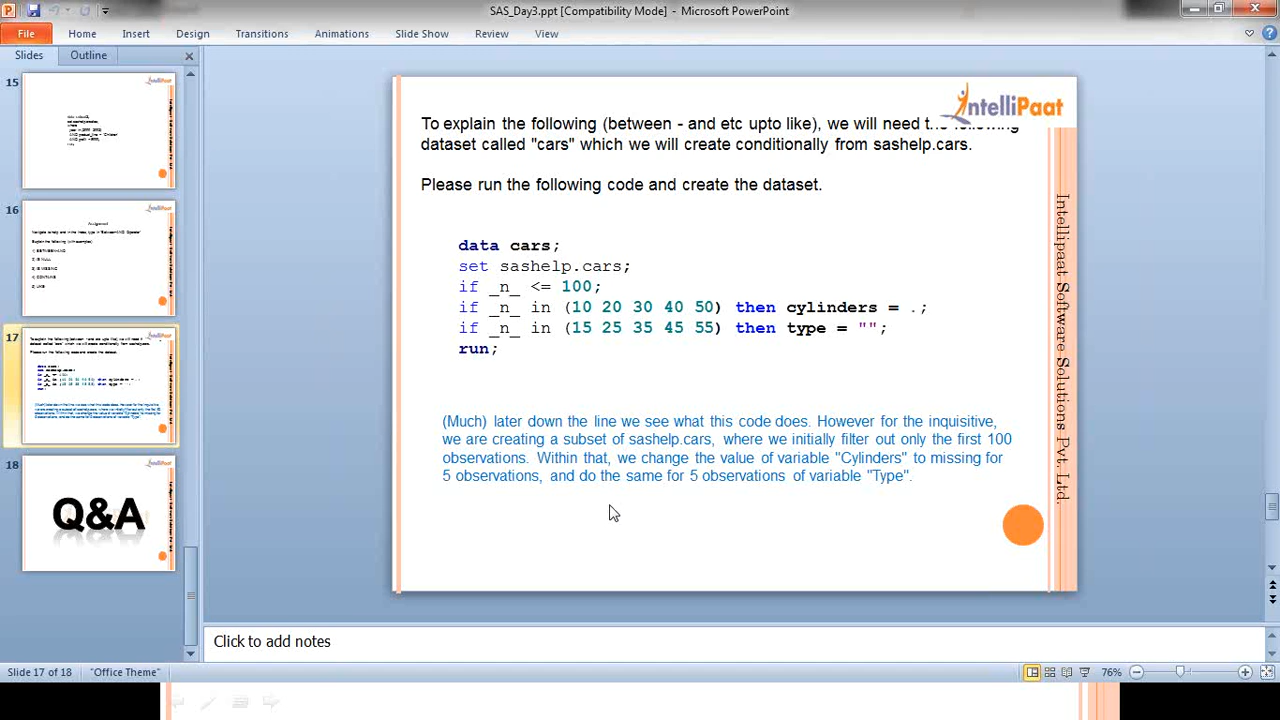 SAS_Day3.ppt [Compatibility Mode] - Microsoft PowerPoint
File Home Insert Design Transitions Animations Slide Show Review View
Slides Outline
15
16
Assignment
17
18
Q&A
IntelliPaat
To explain the following (between - and etc upto like), we will need the following
dataset called "cars" which we will create conditionally from sashelp.cars.
Please run the following code and create the dataset.
data cars;
set sashelp.cars;
if _n_ <= 100;
if _n_ in (10 20 30 40 50) then cylinders = .;
if _n_ in (15 25 35 45 55) then type = "";
run;
(Much) later down the line we see what this code does. However for the inquisitive,
we are creating a subset of sashelp.cars, where we initially filter out only the first 100
observations. Within that, we change the value of variable "Cylinders" to missing for
5 observations, and do the same for 5 observations of variable "Type".
Intellipaat Software Solutions Pvt. Ltd.
Click to add notes
Slide 17 of 18 "Office Theme" 76%